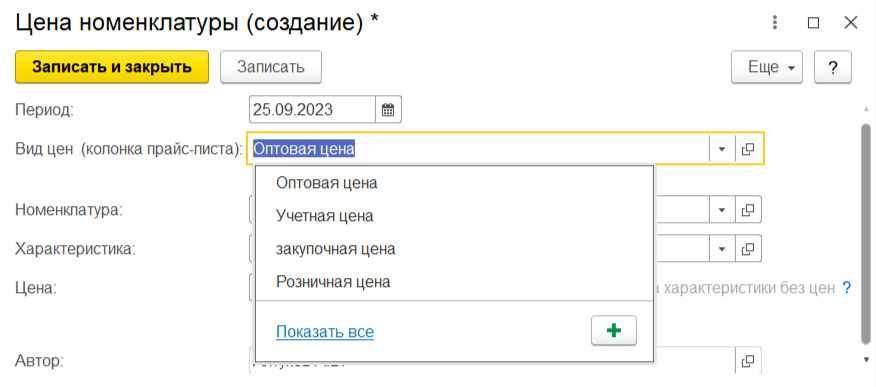 Цена номенклатуры (создание) *
Записать и закрыть Записать Еще ?
Период: 25.09.2023
Вид цен (колонка прайс-листа): Оптовая цена
Оптовая цена
Номенклатура:
Учетная цена
Характеристика:
закупочная цена
Цена:
Розничная цена
характеристики без цен ?
Показать все
Автор: